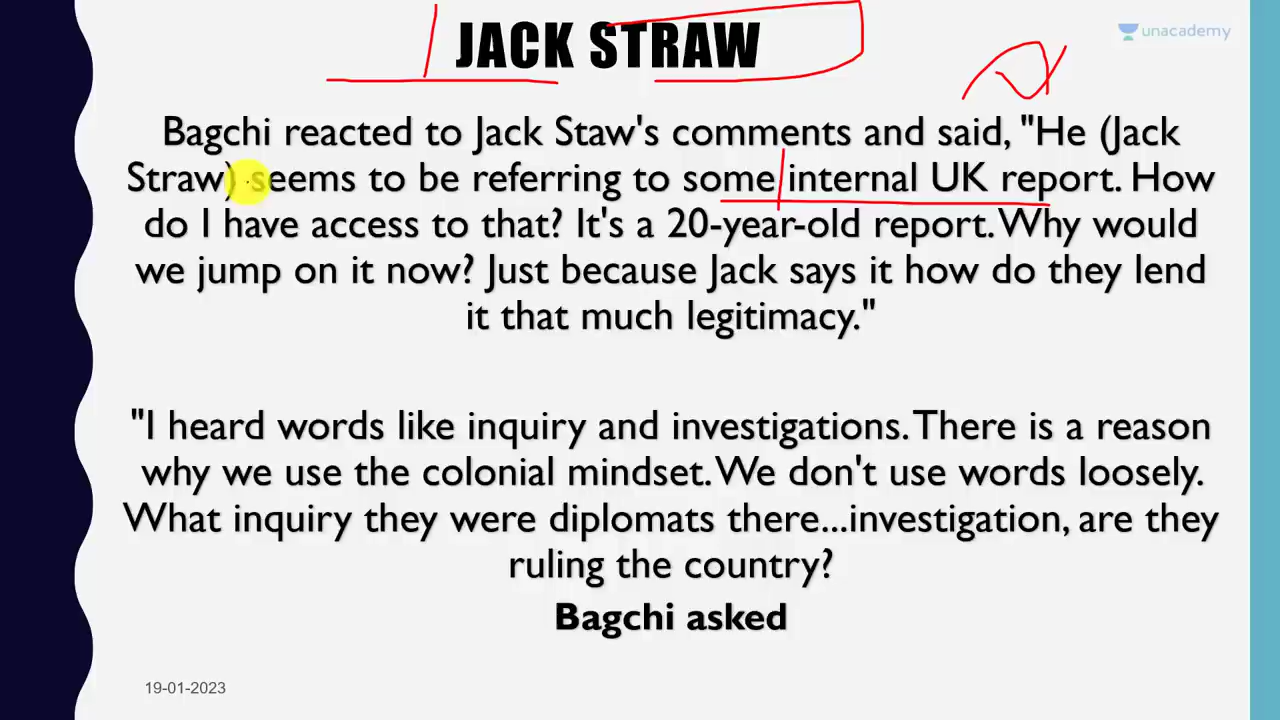 JACK STRAW
unacademy
Bagchi reacted to Jack Staw's comments and said, "He (Jack
Straw) seems to be referring to some internal UK report. How
do I have access to that? It's a 20-year-old report. Why would
we jump on it now? Just because Jack says it how do they lend
it that much legitimacy."
"I heard words like inquiry and investigations. There is a reason
why we use the colonial mindset. We don't use words loosely.
What inquiry they were diplomats there...investigation, are they
ruling the country?
Bagchi asked
19-01-2023